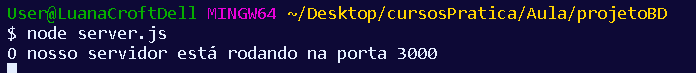 User@LuanaCroftDell MINGW64 ~/Desktop/cursosPratica/Aula/projetoBD
$ node server.js
O nosso servidor está rodando na porta 3000